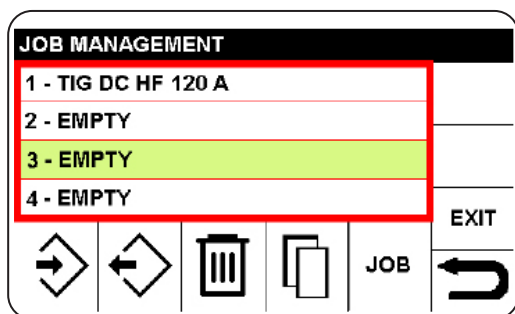 JOB MANAGEMENT
1 - TIG DC HF 120 A
2 - EMPTY
3 - EMPTY
4 - EMPTY
EXIT
JOB